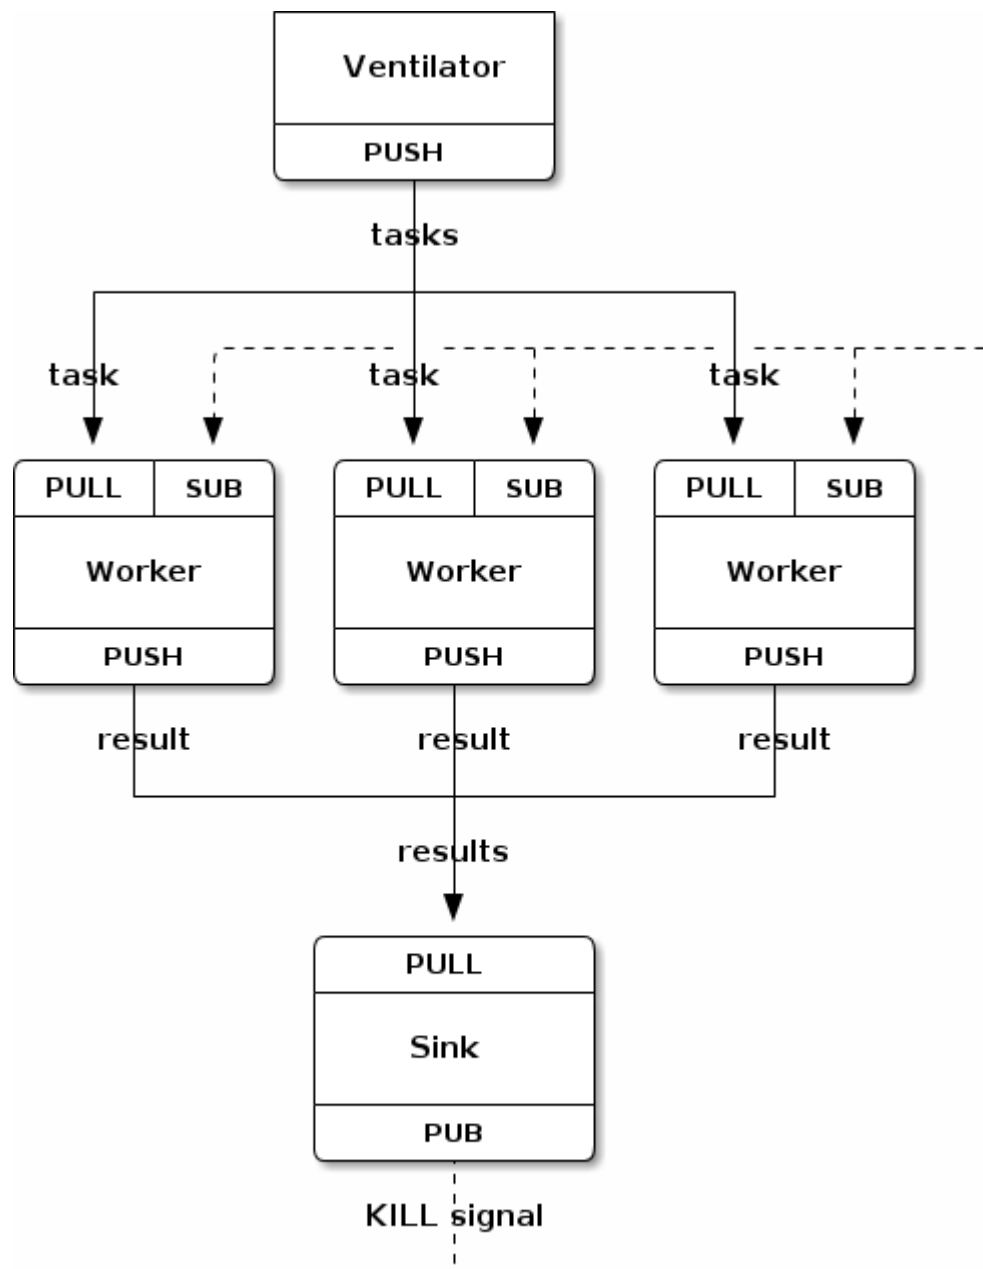 Ventilator
PUSH
tasks
task task task
PULL SUB PULL SUB PULL SUB
Worker Worker Worker
PUSH PUSH PUSH
result result result
results
PULL
Sink
PUB
KILL signal